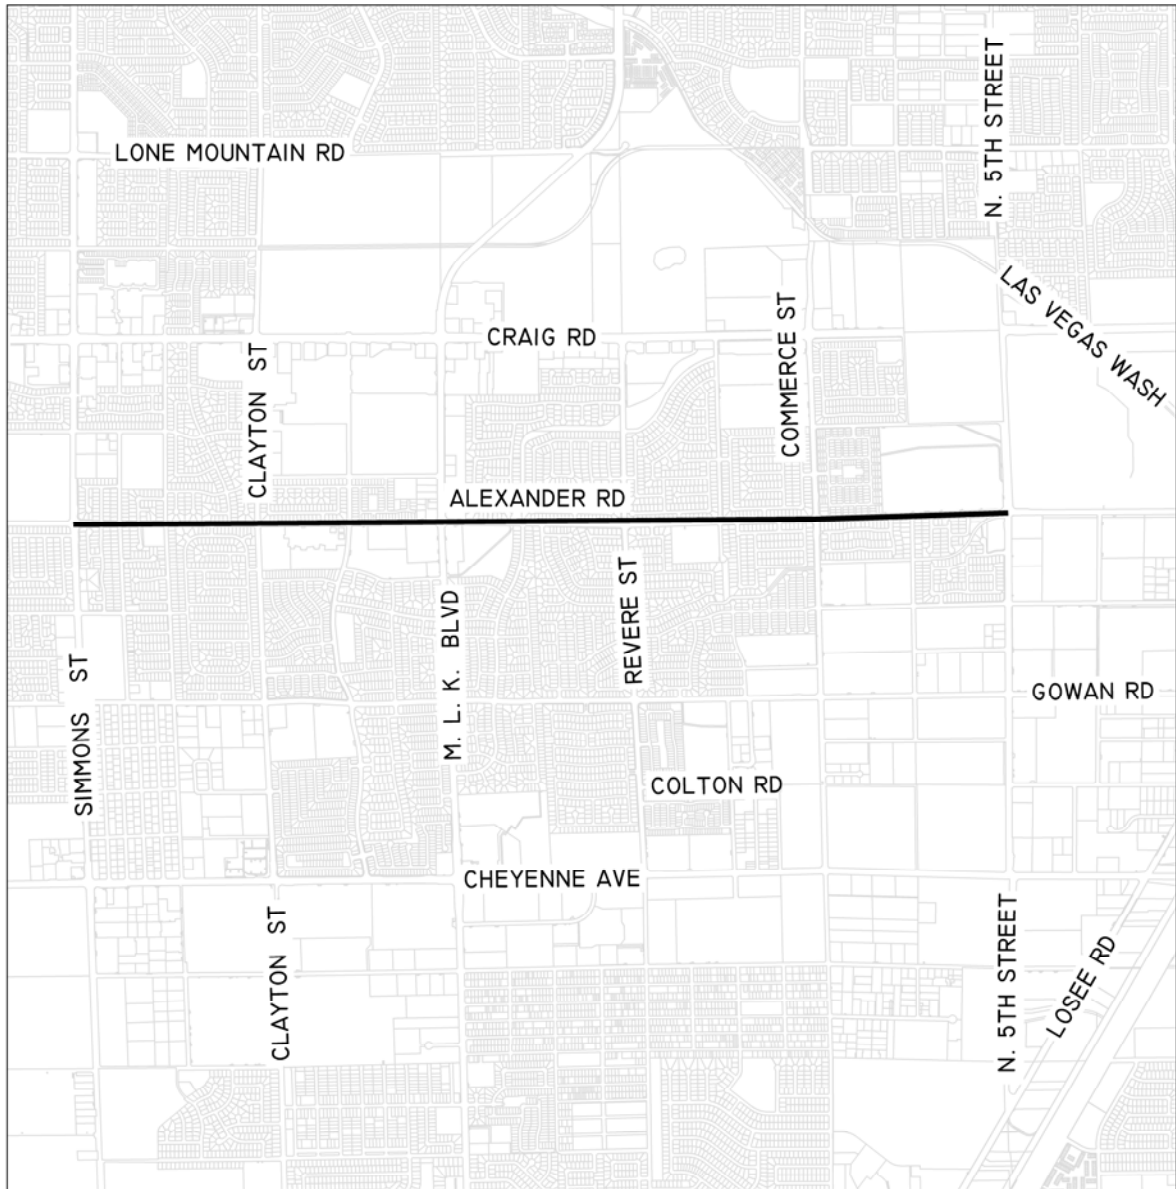 N. 5TH STREET
LONE MOUNTAIN RD
LAS VEGAS WASH
CRAIG RD
COMMERCE ST
CLAYTON ST
ALEXANDER RD
REVERE ST
M. L. K. BLVD
SIMMONS ST
GOWAN RD
COLTON RD
CHEYENNE AVE
CLAYTON ST
N. 5TH STREET
LOSEE RD